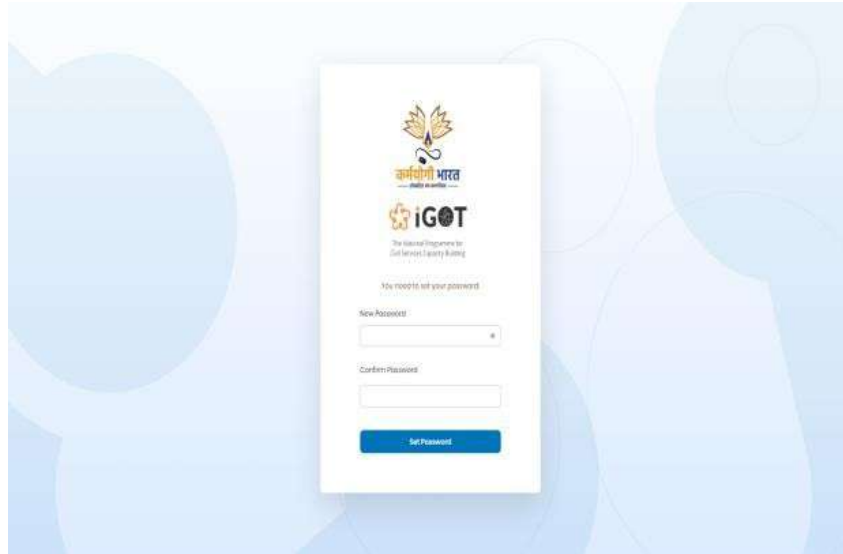 कर्मयोगी भारत
iGOT
The National Programme for
Civil Services Capacity Building
You need to set your password
New Password
Confirm Password
Set Password